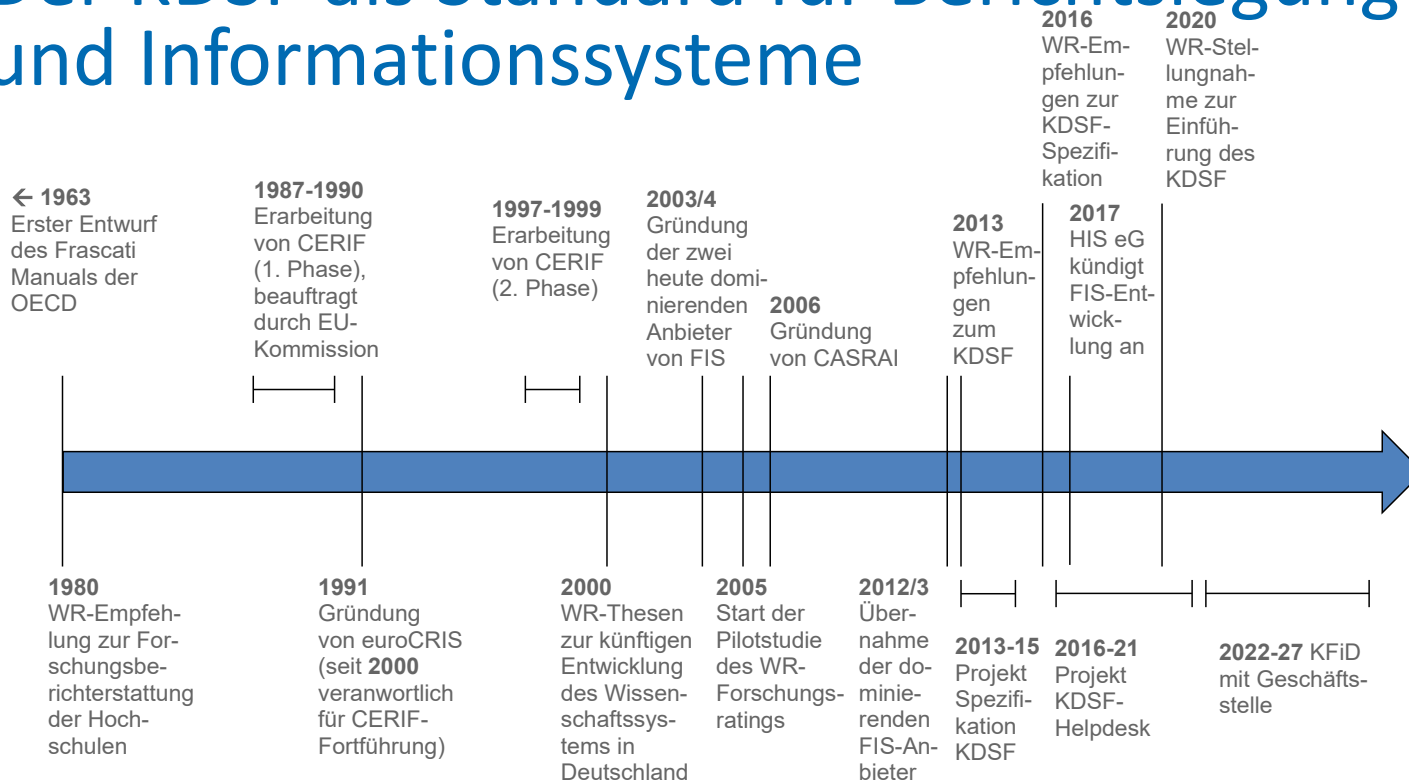 Der KDSF als Standard für Berichtslegung
und Informationssysteme
← 1963
Erster Entwurf
des Frascati
Manuals der
OECD
1987-1990
Erarbeitung
von CERIF
(1. Phase),
beauftragt
durch EU-
Kommission
1997-1999
Erarbeitung
von CERIF
(2. Phase)
2003/4
Gründung
der zwei
heute domi-
nierenden
Anbieter
von FIS
2006
Gründung
von CASRAI
2013
WR-Em-
pfehlun-
gen
zum
KDSF
2016
WR-Em-
pfehlun-
gen zur
KDSF-
Spezifi-
kation
2017
HIS eG
kündigt
FIS-Ent-
wick-
lung an
2020
WR-Stel-
lungnah-
me zur
Einfüh-
rung des
KDSF
1980
WR-Empfeh-
lung zur For-
schungsbe-
richterstattung
der Hoch-
schulen
1991
Gründung
von euroCRIS
(seit 2000
veranwortlich
für CERIF-
Fortführung)
2000
WR-Thesen
zur künftigen
Entwicklung
des Wissen-
schaftssys-
tems in
Deutschland
2005
Start der
Pilotstudie
des WR-
Forschungs-
ratings
2012/3
Über-
nahme
der do-
minie-
renden
FIS-An-
bieter
2013-15
Projekt
Spezifi-
kation
KDSF
2016-21
Projekt
KDSF-
Helpdesk
2022-27 KFiD
mit Geschäfts-
stelle